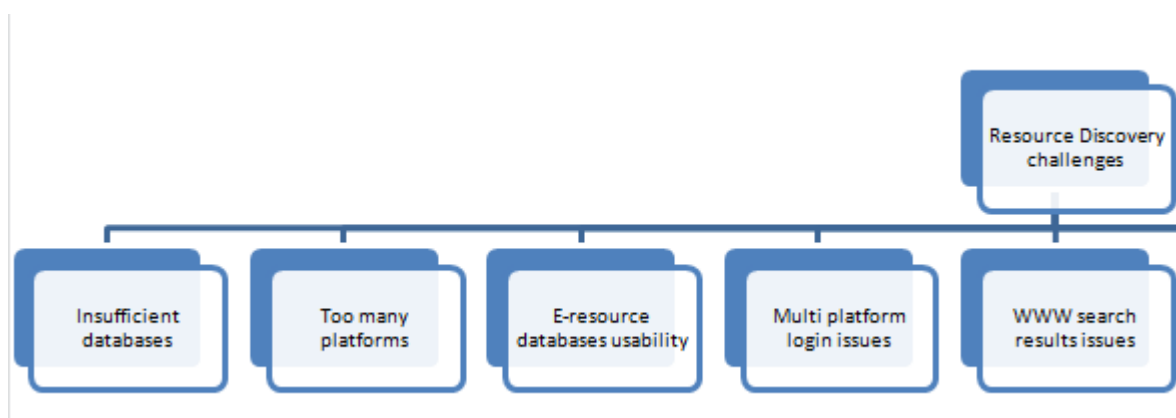 Resource Discovery
challenges
Insufficient
databases
Too many
platforms
E-resource
databases usability
Multi platform
login issues
WWW search
results issues